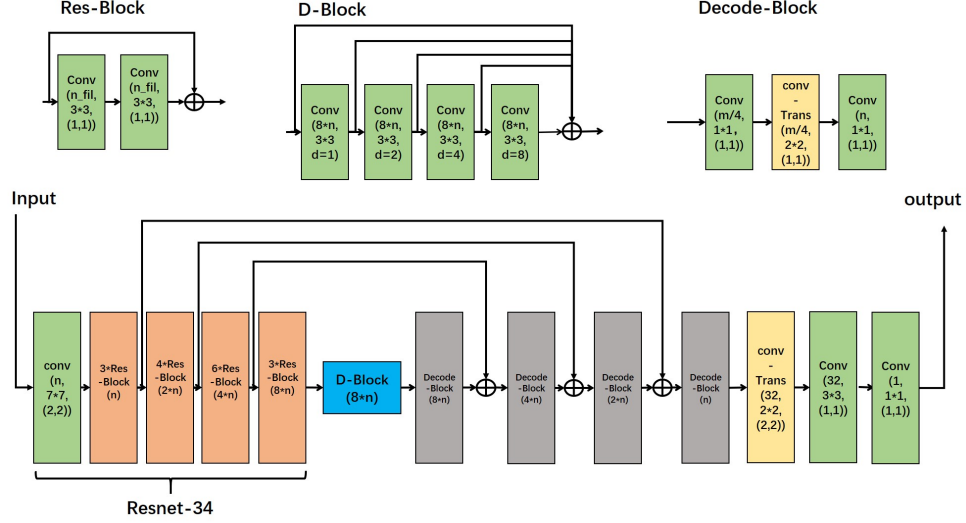 Res-Block
D-Block
Decode-Block
Conv
(n_fil,
3*3,
(1,1))
Conv
(n_fil,
3*3,
(1,1))
Conv
(8*n,
3*3
d=1)
Conv
(8*n,
3*3
d=2)
Conv
(8*n,
3*3
d=4)
Conv
(8*n,
3*3
d=8)
Conv
(m/4,
1*1,
(1,1))
conv
-
Trans
(m/4,
2*2,
(1,1))
Conv
(n,
1*1,
(1,1))
Input
output
conv
(n,
7*7,
(2,2))
3*Res
-Block
(n)
4*Res
-Block
(2*n)
6*Res
-Block
(4*n)
3*Res
-Block
(8*n)
D-Block
(8*n)
Decode
-Block
(8*n)
Decode
-Block
(4*n)
Decode
-Block
(2*n)
Decode
-Block
(n)
conv
-
Trans
(32,
2*2,
(2,2))
Conv
(32,
3*3,
(1,1))
Conv
(1,
1*1,
(1,1))
Resnet-34